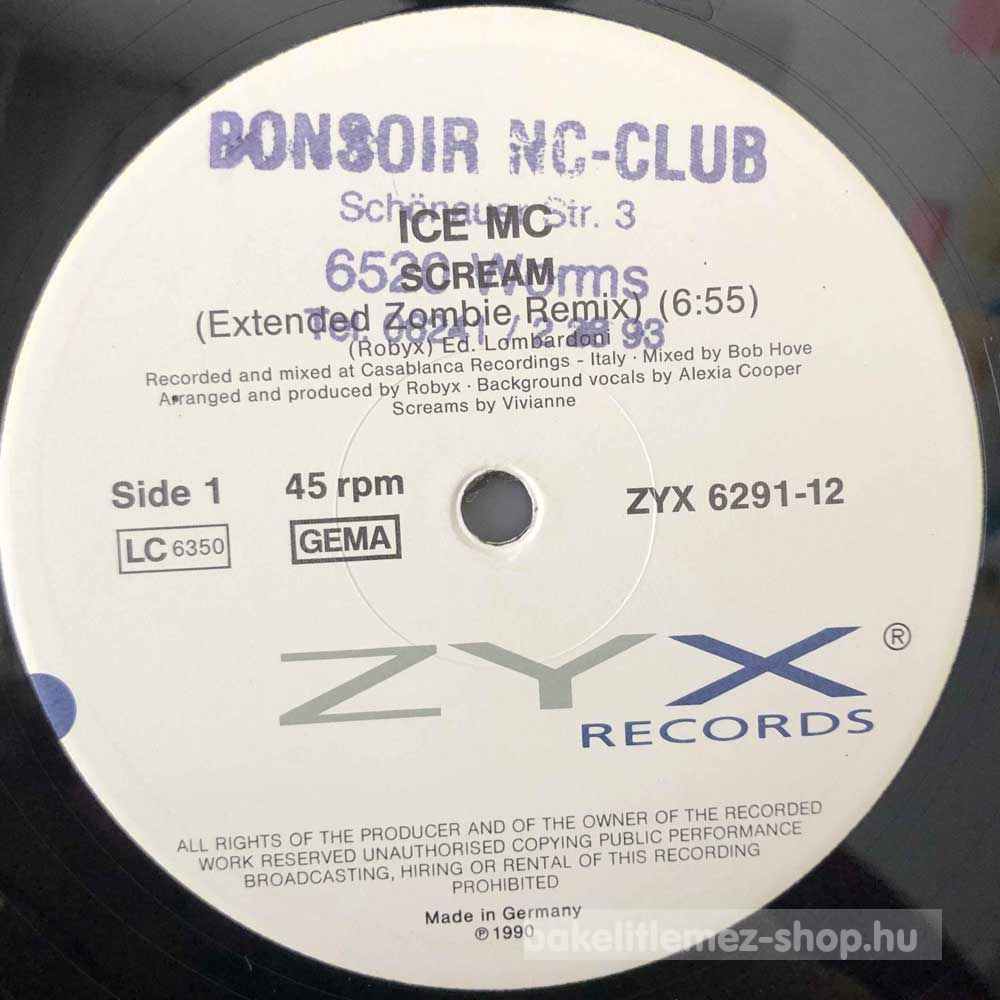 BONSOIR NC-CLUB
Schönauer Str. 3
ICE MC
6520 Worms
SCREAM
(Extended Zombie Remix) (6:55)
Tel. 06241 / 2 38 93
(Robyx) Ed. Lombardoni
Recorded and mixed at Casablanca Recordings - Italy · Mixed by Bob Hove
Arranged and produced by Robyx · Background vocals by Alexia Cooper
Screams by Vivianne
Side 1 45 rpm ZYX 6291-12
LC 6350 GEMA
ZYX ®
RECORDS
ALL RIGHTS OF THE PRODUCER AND OF THE OWNER OF THE RECORDED
WORK RESERVED UNAUTHORISED COPYING PUBLIC PERFORMANCE
BROADCASTING, HIRING OR RENTAL OF THIS RECORDING
PROHIBITED
Made in Germany
℗ 1990
bakelitlemez-shop.hu